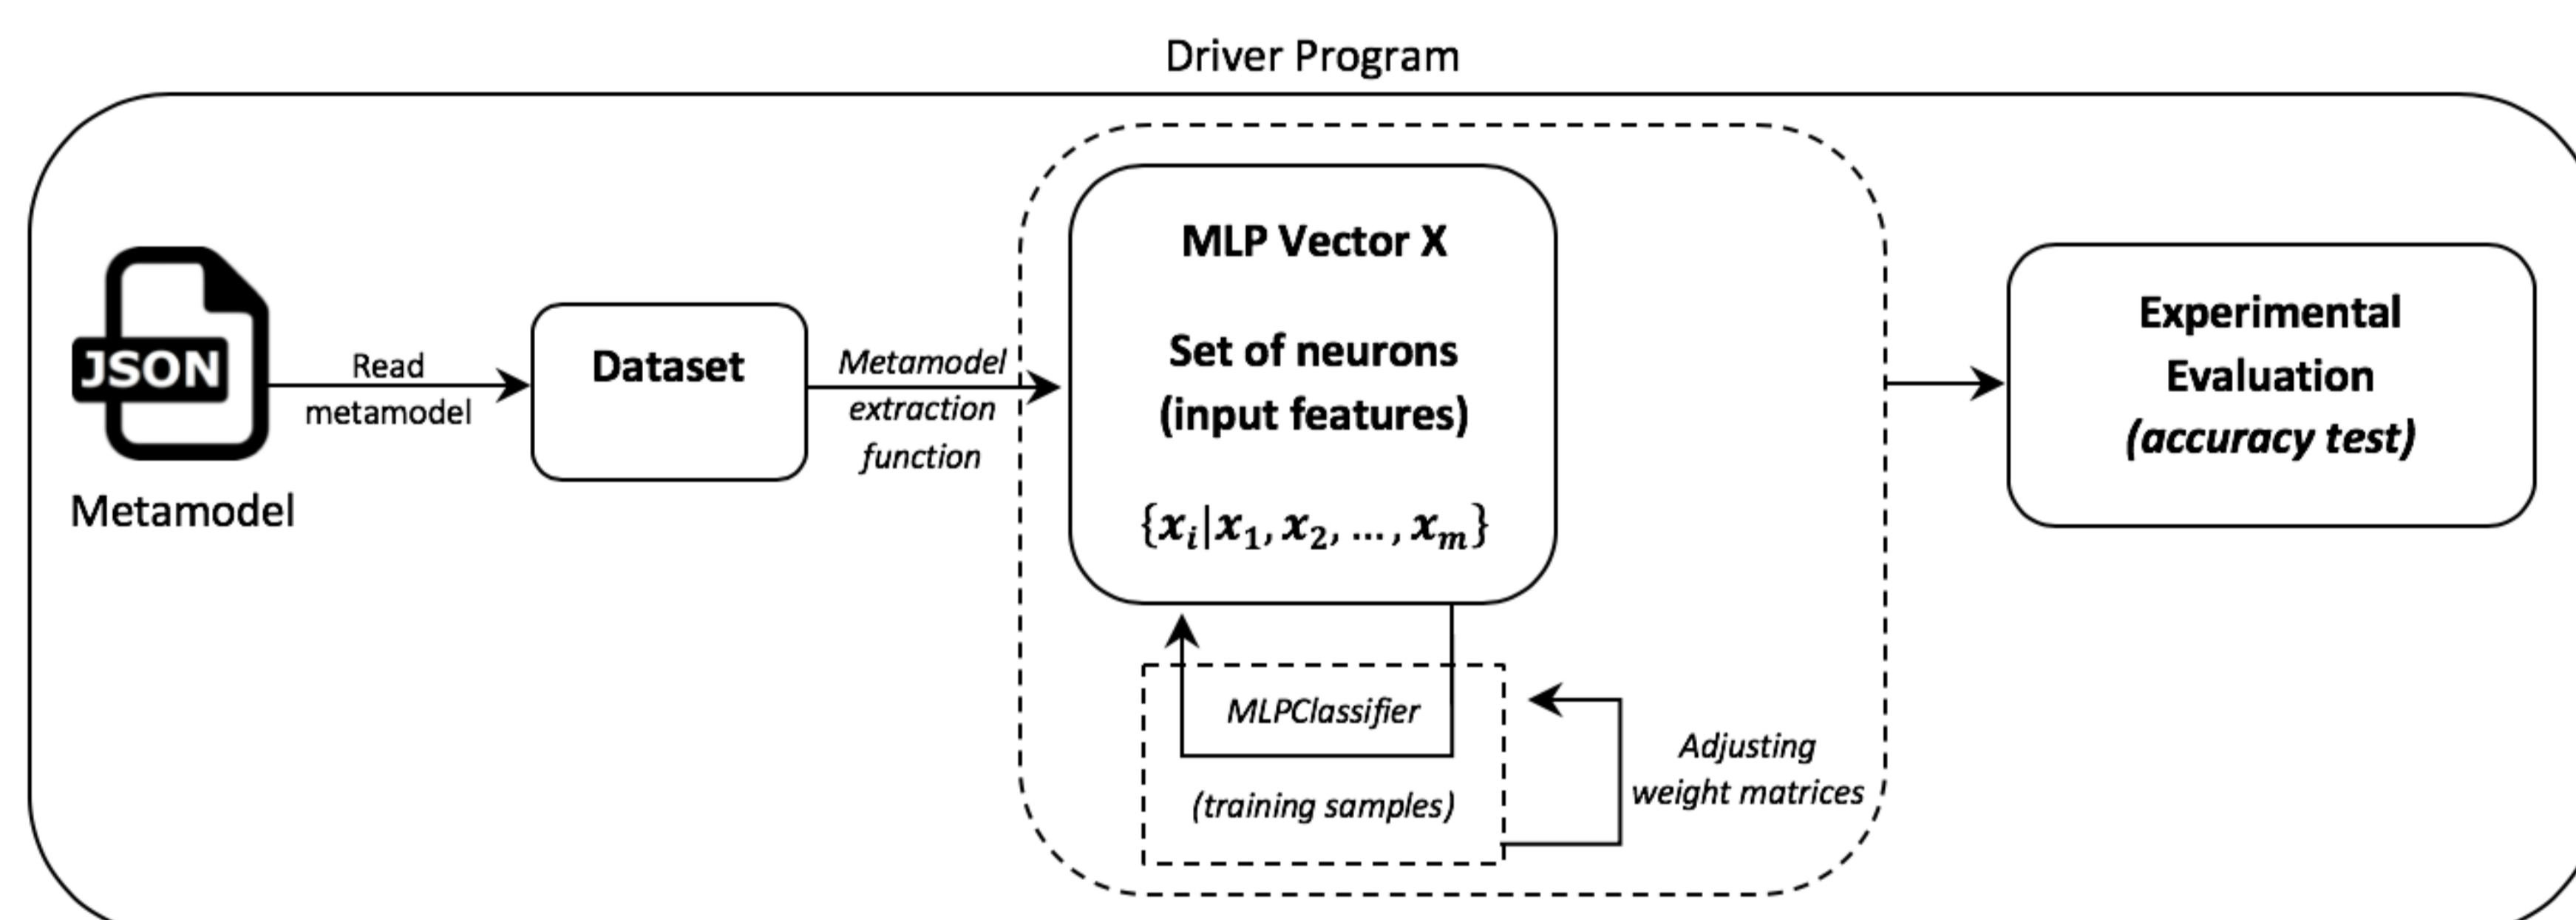 Driver Program
JSON
Metamodel
Read
metamodel
Dataset
Metamodel
extraction
function
MLP Vector X
Set of neurons
(input features)
{xᵢ|x₁, x₂, ... , xₘ}
MLPClassifier
(training samples)
Adjusting
weight matrices
Experimental
Evaluation
(accuracy test)